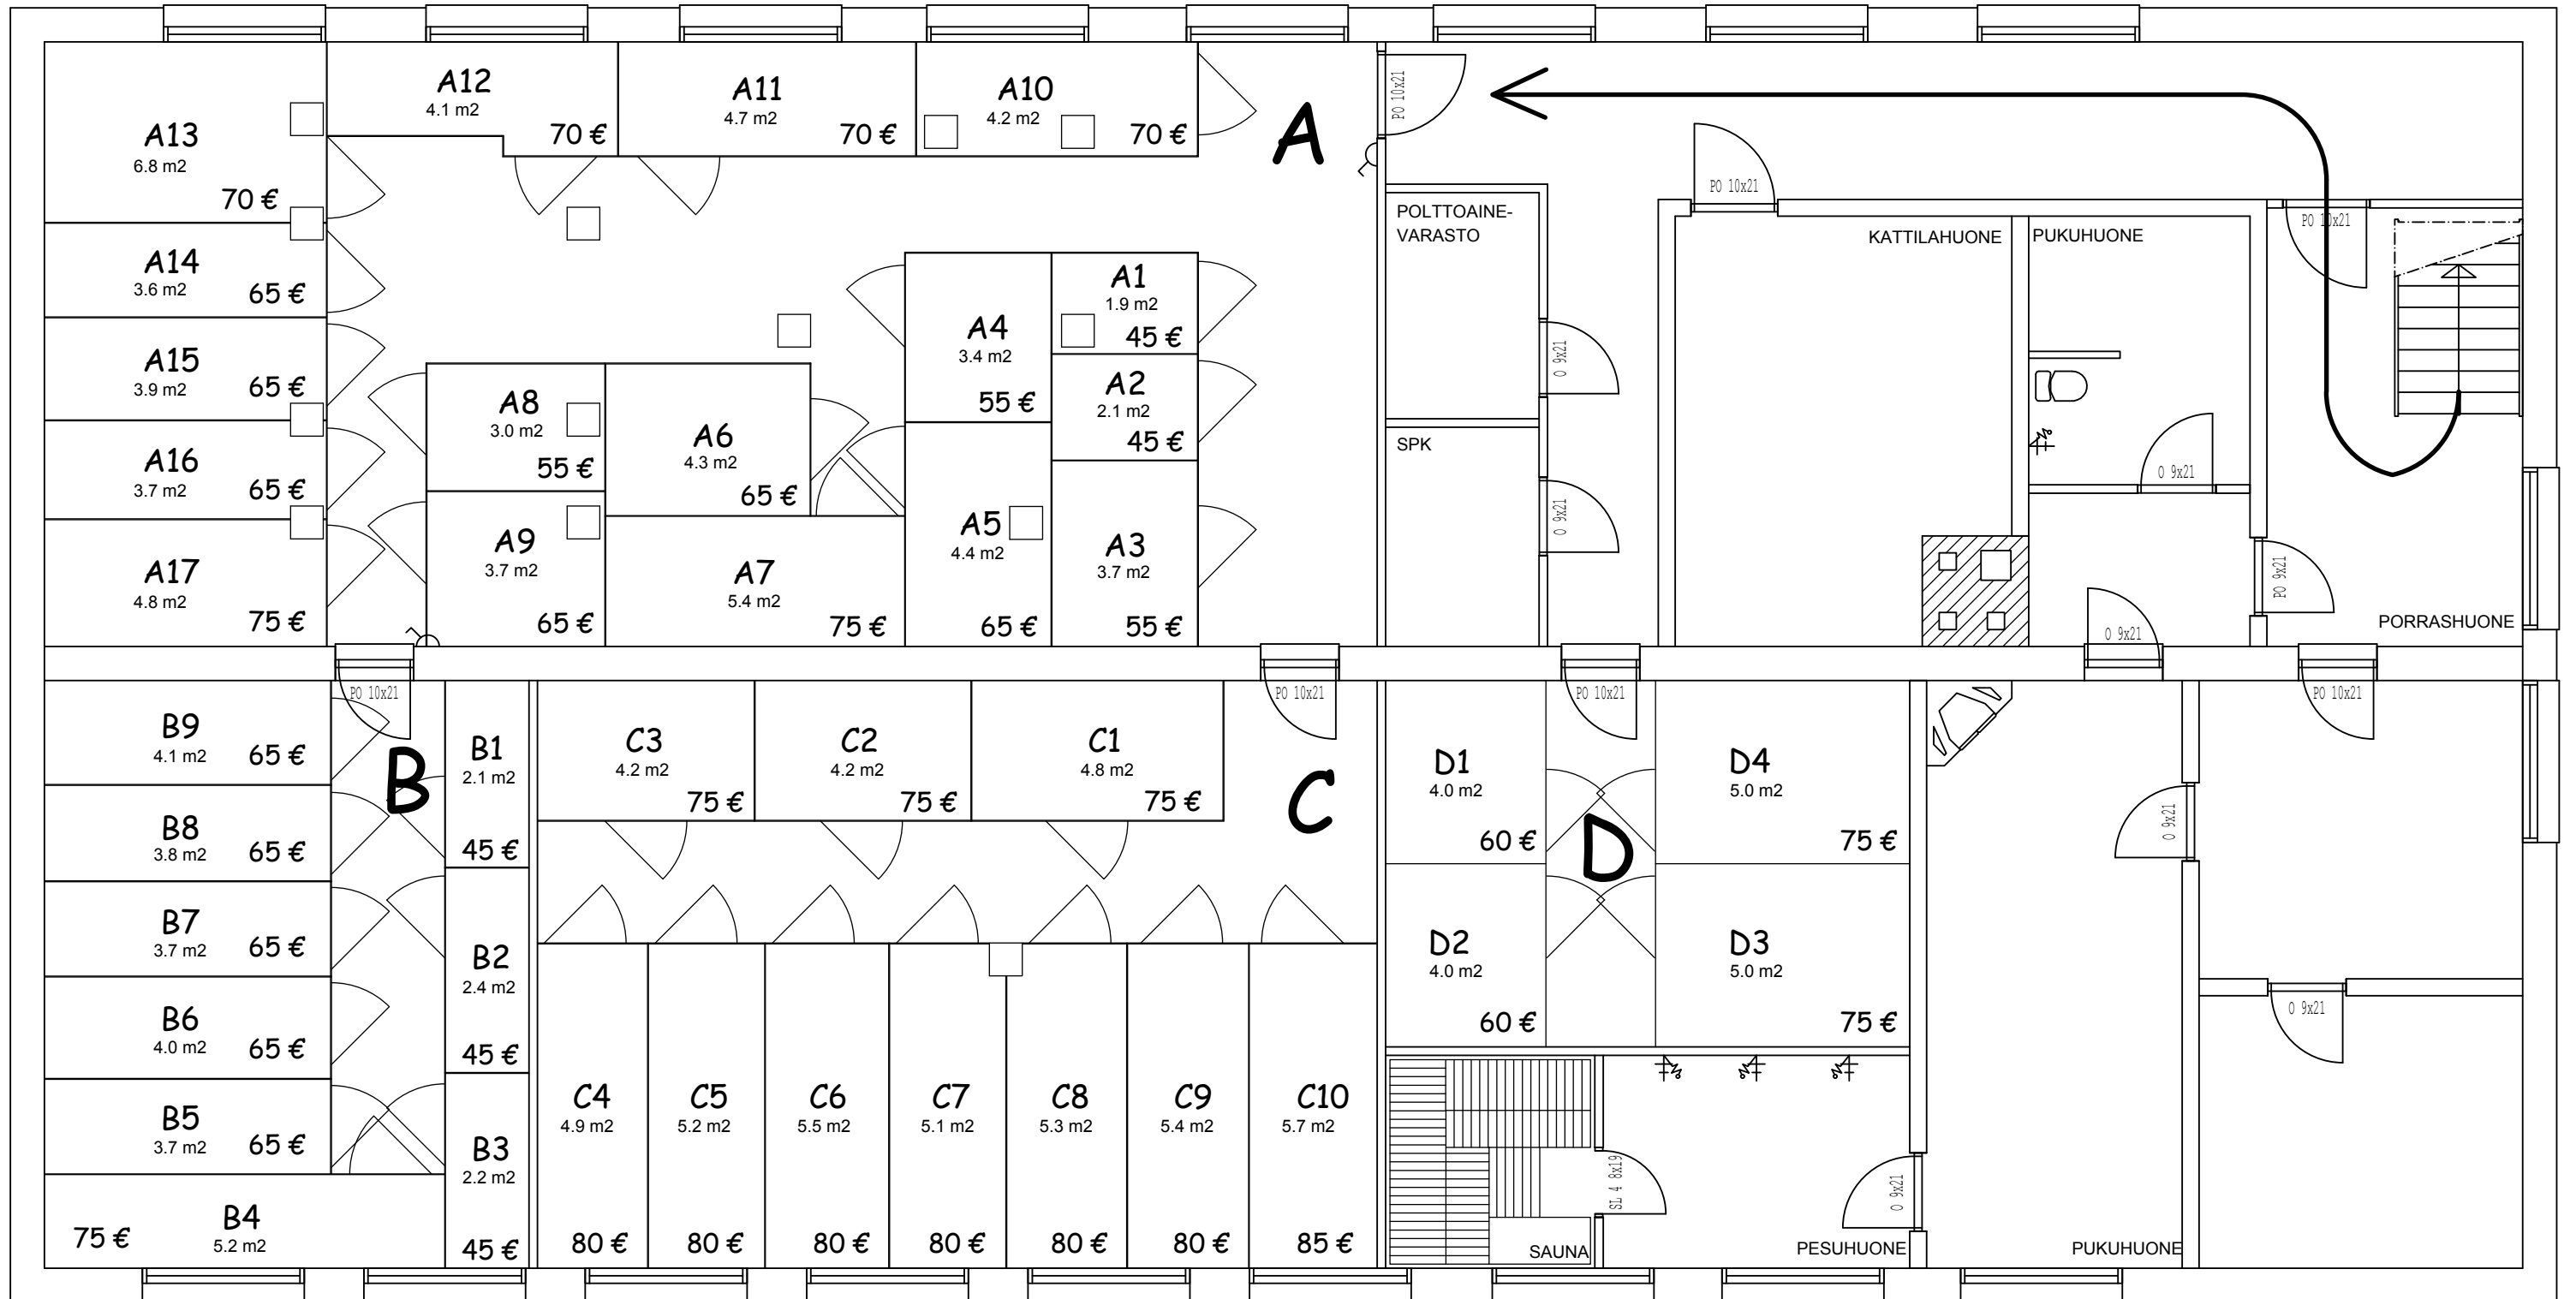 A13
6.8 m2
70 €
A12
4.1 m2
70 €
A11
4.7 m2
70 €
A10
4.2 m2
70 €
A
PO 10x21
PO 10x21
PO 10x21
POLTTOAINE-
VARASTO
KATTILAHUONE
PUKUHUONE
A14
3.6 m2
65 €
A15
3.9 m2
65 €
A16
3.7 m2
65 €
A17
4.8 m2
75 €
A8
3.0 m2
55 €
A9
3.7 m2
65 €
A6
4.3 m2
65 €
A7
5.4 m2
75 €
A4
3.4 m2
55 €
A5
4.4 m2
65 €
A1
1.9 m2
45 €
A2
2.1 m2
45 €
A3
3.7 m2
55 €
O 9x21
SPK
O 9x21
O 9x21
PO 9x21
O 9x21
PORRASHUONE
PO 10x21
PO 10x21
PO 10x21
PO 10x21
B9
4.1 m2
65 €
B8
3.8 m2
65 €
B7
3.7 m2
65 €
B6
4.0 m2
65 €
B5
3.7 m2
65 €
B4
5.2 m2
75 €
B
B1
2.1 m2
45 €
B2
2.4 m2
45 €
B3
2.2 m2
45 €
C3
4.2 m2
75 €
C2
4.2 m2
75 €
C1
4.8 m2
75 €
C
C4
4.9 m2
80 €
C5
5.2 m2
80 €
C6
5.5 m2
80 €
C7
5.1 m2
80 €
C8
5.3 m2
80 €
C9
5.4 m2
80 €
C10
5.7 m2
85 €
D1
4.0 m2
60 €
D4
5.0 m2
75 €
D
D2
4.0 m2
60 €
D3
5.0 m2
75 €
O 9x21
O 9x21
SL 4 8x19
O 9x21
SAUNA
PESUHUONE
PUKUHUONE